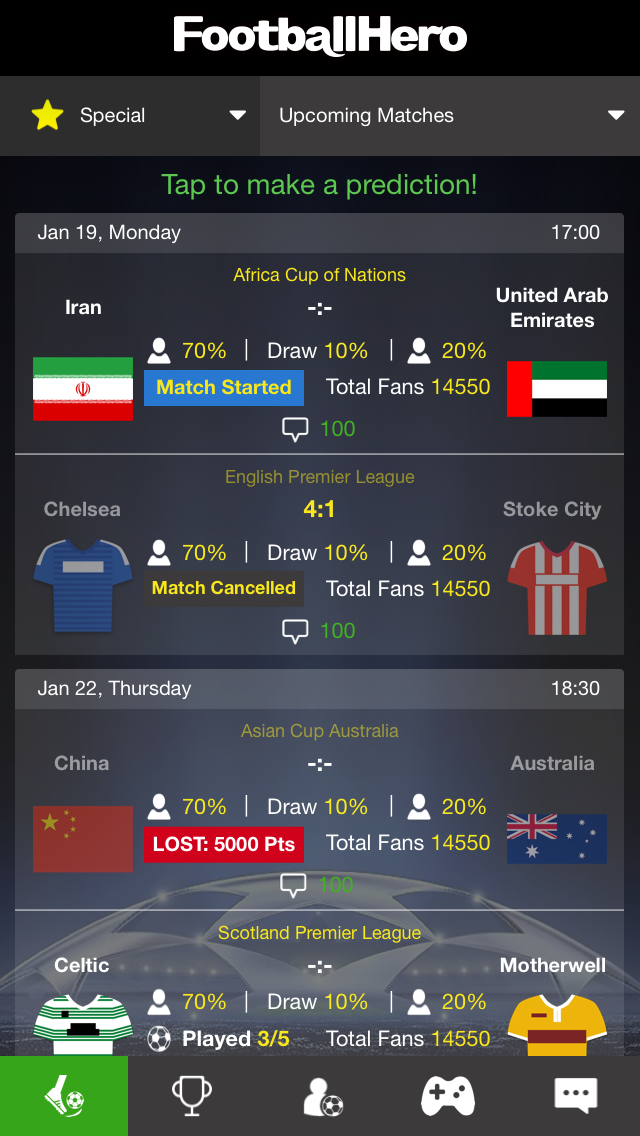 FootballHero
Special
Upcoming Matches
Tap to make a prediction!
Jan 19, Monday
17:00
Africa Cup of Nations
Iran
-:-
United Arab
Emirates
70% | Draw 10% | 20%
Match Started
Total Fans 14550
100
English Premier League
Chelsea
4:1
Stoke City
70% | Draw 10% | 20%
Match Cancelled
Total Fans 14550
100
Jan 22, Thursday
18:30
Asian Cup Australia
China
-:-
Australia
70% | Draw 10% | 20%
LOST: 5000 Pts
Total Fans 14550
100
Scotland Premier League
Celtic
-:-
Motherwell
70% | Draw 10% | 20%
Played 3/5
Total Fans 14550